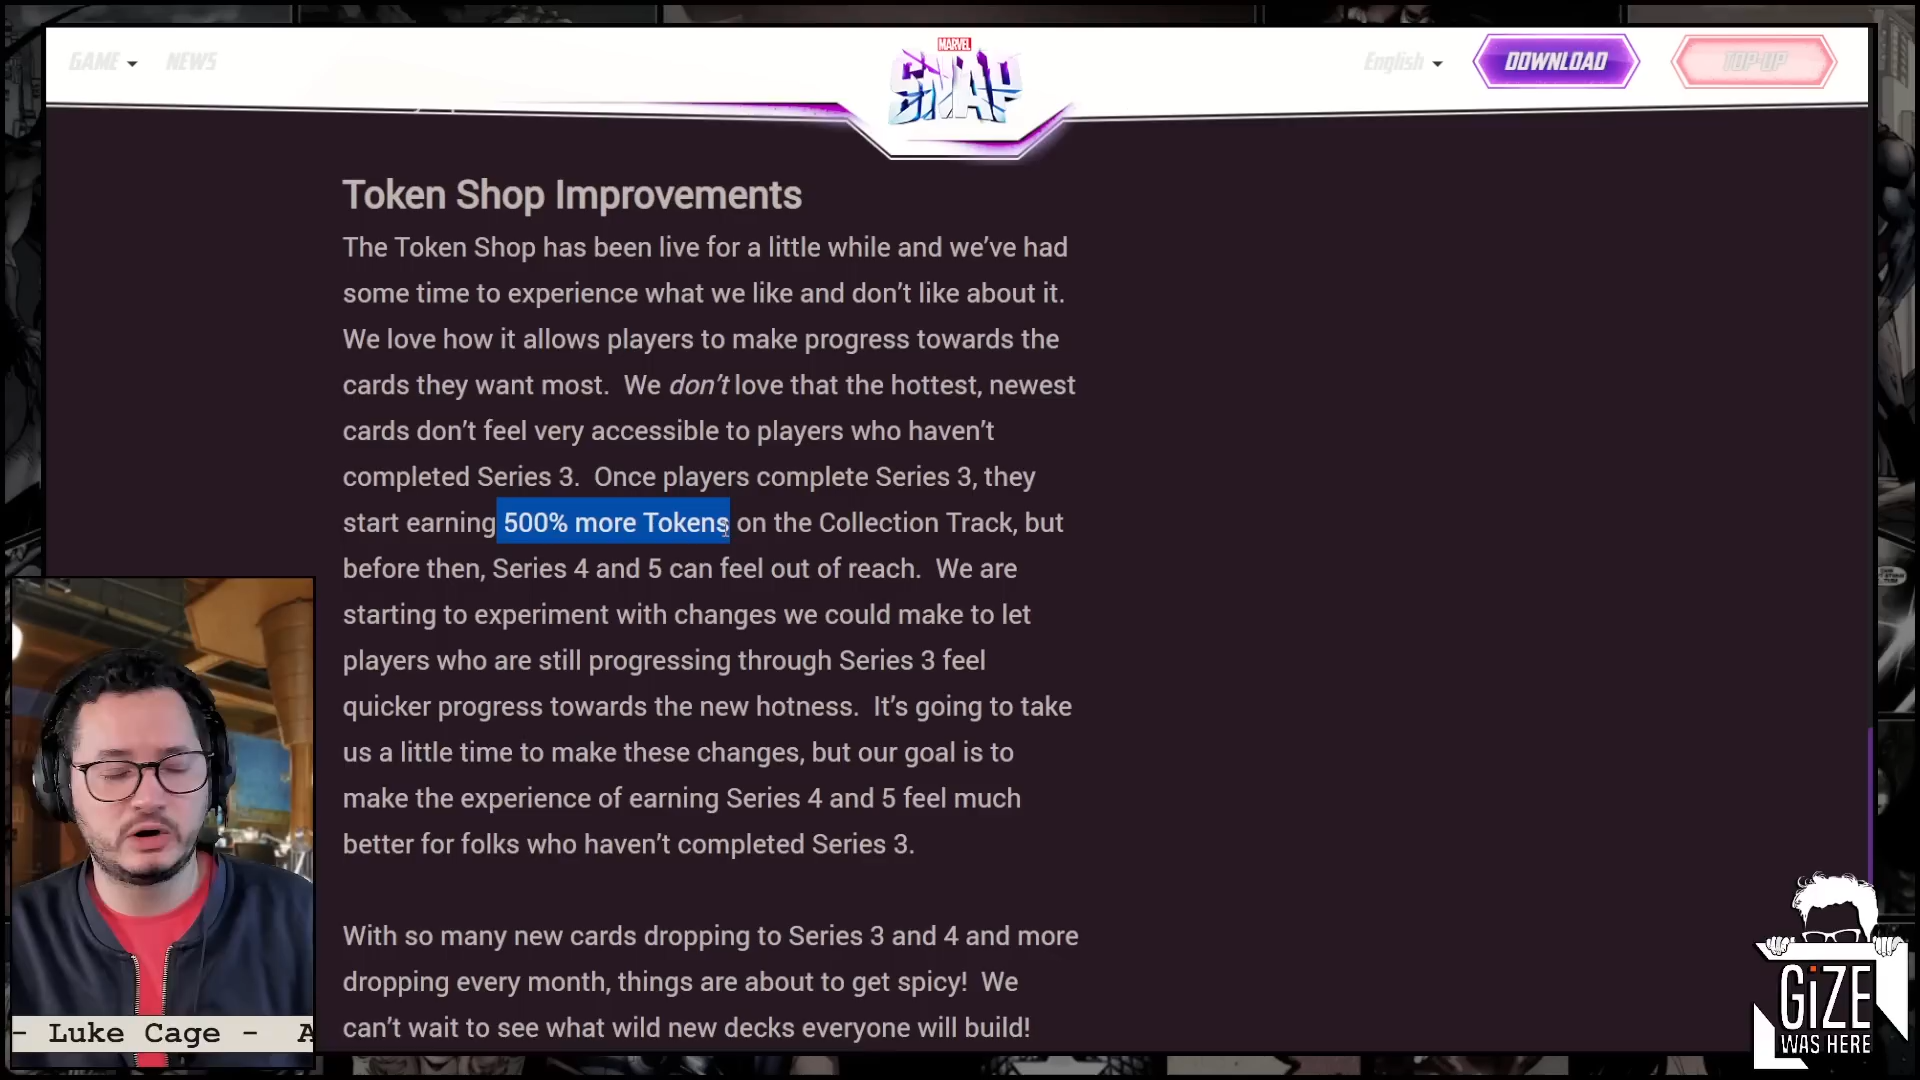 GAME
NEWS
MARVEL
SNAP
English
DOWNLOAD
TOP-UP
Token Shop Improvements
The Token Shop has been live for a little while and we’ve had
some time to experience what we like and don’t like about it.
We love how it allows players to make progress towards the
cards they want most.  We don’t love that the hottest, newest
cards don’t feel very accessible to players who haven’t
completed Series 3.  Once players complete Series 3, they
start earning 500% more Tokens on the Collection Track, but
before then, Series 4 and 5 can feel out of reach.  We are
starting to experiment with changes we could make to let
players who are still progressing through Series 3 feel
quicker progress towards the new hotness.  It’s going to take
us a little time to make these changes, but our goal is to
make the experience of earning Series 4 and 5 feel much
better for folks who haven’t completed Series 3.
With so many new cards dropping to Series 3 and 4 and more
dropping every month, things are about to get spicy!  We
can’t wait to see what wild new decks everyone will build!
- Luke Cage - A
GiZE
WAS HERE